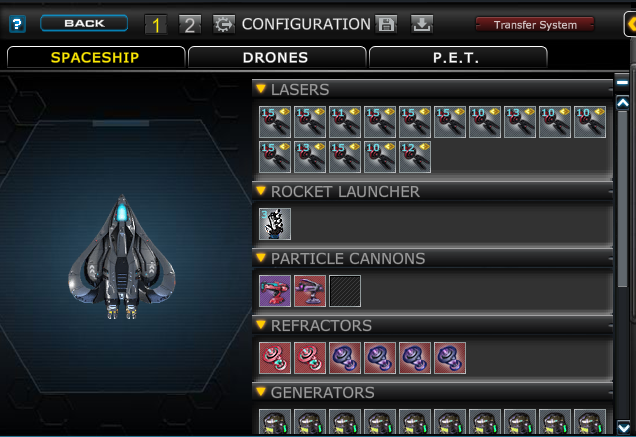 ? BACK 1 2 CONFIGURATION Transfer System
SPACESHIP DRONES P.E.T.
LASERS
15 15 11 15 15 15 10 13 10 10
15 13 15 10 12
ROCKET LAUNCHER
3
PARTICLE CANNONS
REFRACTORS
GENERATORS